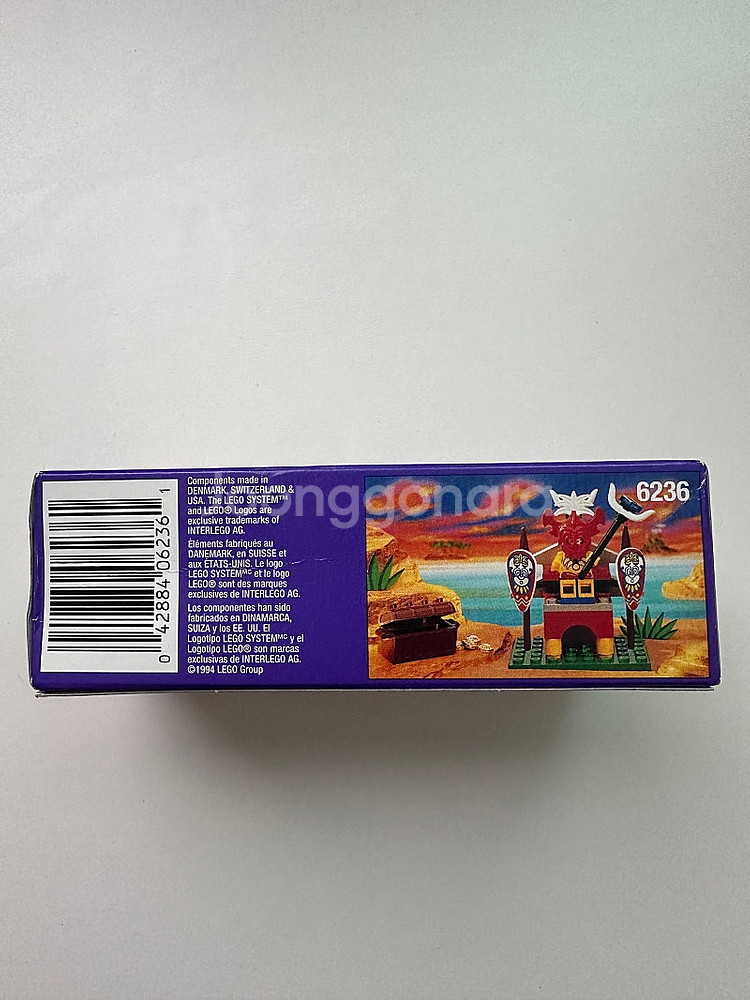 Components made in
DENMARK, SWITZERLAND &
USA. The LEGO SYSTEM™
and LEGO® Logos are
exclusive trademarks of
INTERLEGO AG.
Eléments fabriqués au
DANEMARK, en SUISSE et
aux ETATS-UNIS. Le logo
LEGO SYSTEMᴹᶜ et le logo
LEGO® sont des marques
exclusives de INTERLEGO AG.
Los componentes han sido
fabricados en DINAMARCA,
SUIZA y los EE. UU. El
Logotipo LEGO SYSTEMᴹᶜ y el
Logotipo LEGO® son marcas
exclusivas de INTERLEGO AG.
©1994 LEGO Group
0 42884 06236 1
6236
Joonggonara